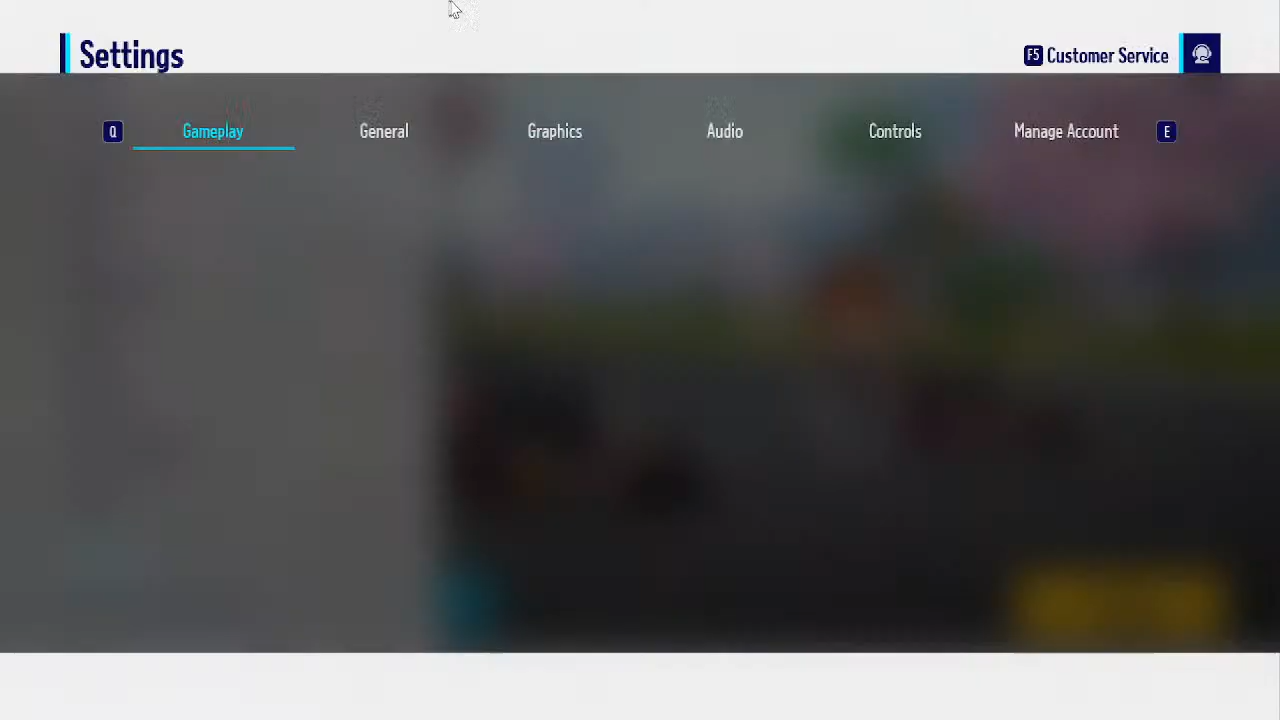 Settings
F5 Customer Service
Q Gameplay General Graphics Audio Controls Manage Account E